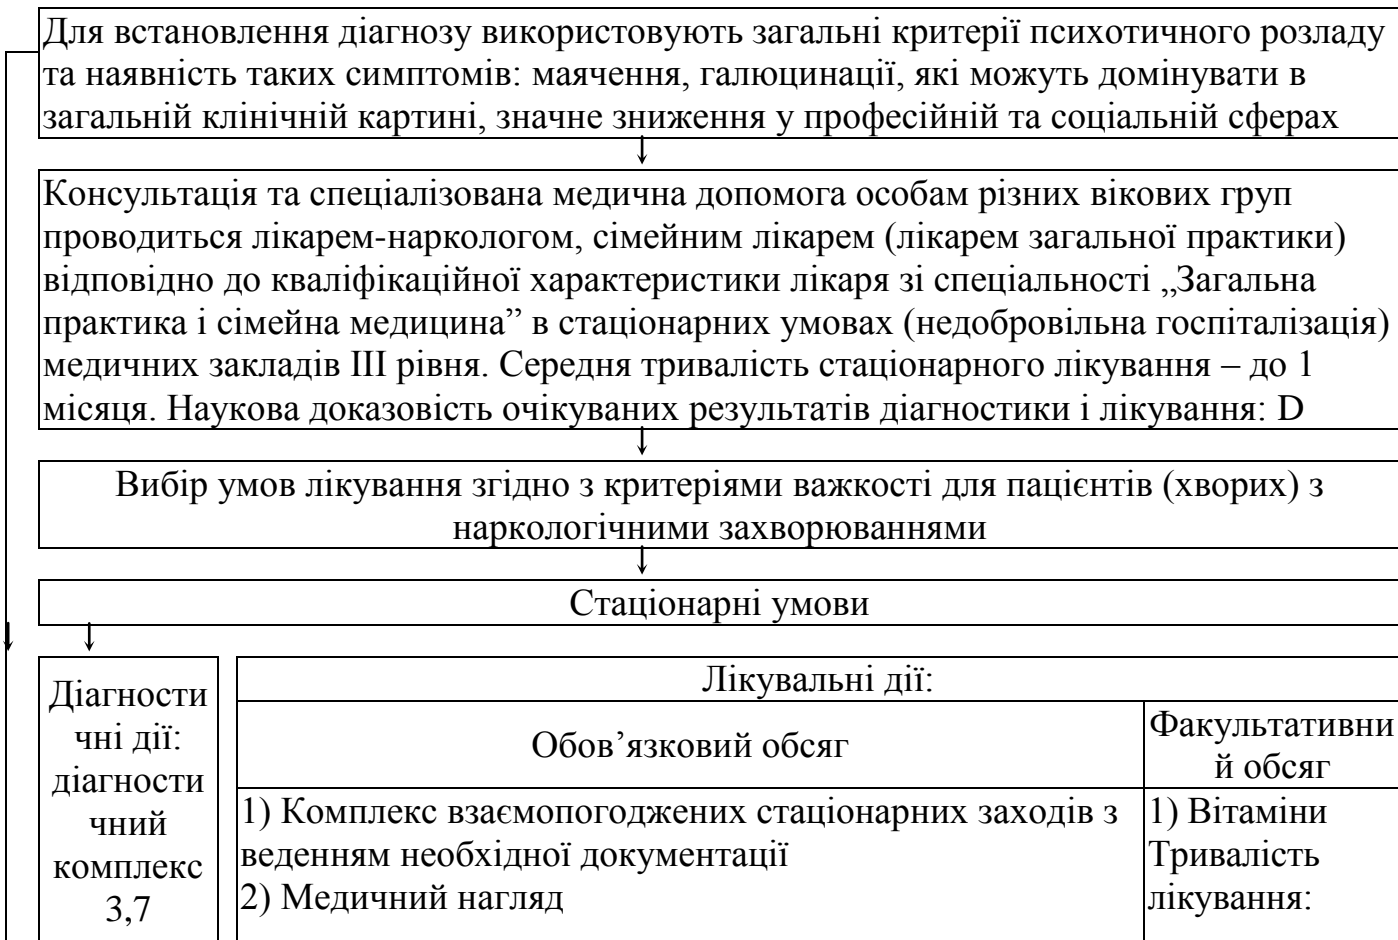 Для встановлення діагнозу використовують загальні критерії психотичного розладу
та наявність таких симптомів: маячення, галюцинації, які можуть домінувати в
загальній клінічній картині, значне зниження у професійній та соціальній сферах
Консультація та спеціалізована медична допомога особам різних вікових груп
проводиться лікарем-наркологом, сімейним лікарем (лікарем загальної практики)
відповідно до кваліфікаційної характеристики лікаря зі спеціальності „Загальна
практика і сімейна медицина” в стаціонарних умовах (недобровільна госпіталізація)
медичних закладів III рівня. Середня тривалість стаціонарного лікування – до 1
місяця. Наукова доказовість очікуваних результатів діагностики і лікування: D
Вибір умов лікування згідно з критеріями важкості для пацієнтів (хворих) з
наркологічними захворюваннями
Стаціонарні умови
Діагности
чні дії:
діагности
чний
комплекс
3,7
Лікувальні дії:
Обов’язковий обсяг
1) Комплекс взаємопогоджених стаціонарних заходів з
веденням необхідної документації
2) Медичний нагляд
Факультативни
й обсяг
1) Вітаміни
Тривалість
лікування: